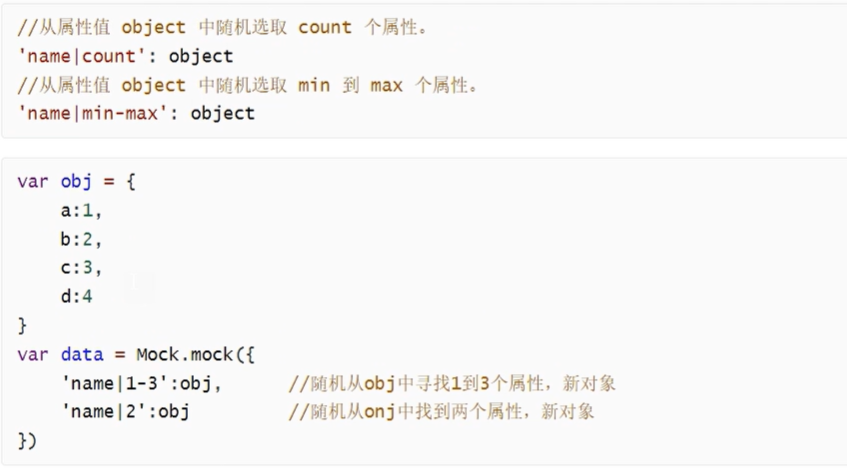 //从属性值 object 中随机选取 count 个属性。
'name|count': object
//从属性值 object 中随机选取 min 到 max 个属性。
'name|min-max': object
var obj = {
    a:1,
    b:2,
    c:3,
    d:4
}
var data = Mock.mock({
    'name|1-3':obj,      //随机从obj中寻找1到3个属性，新对象
    'name|2':obj         //随机从onj中找到两个属性，新对象
})